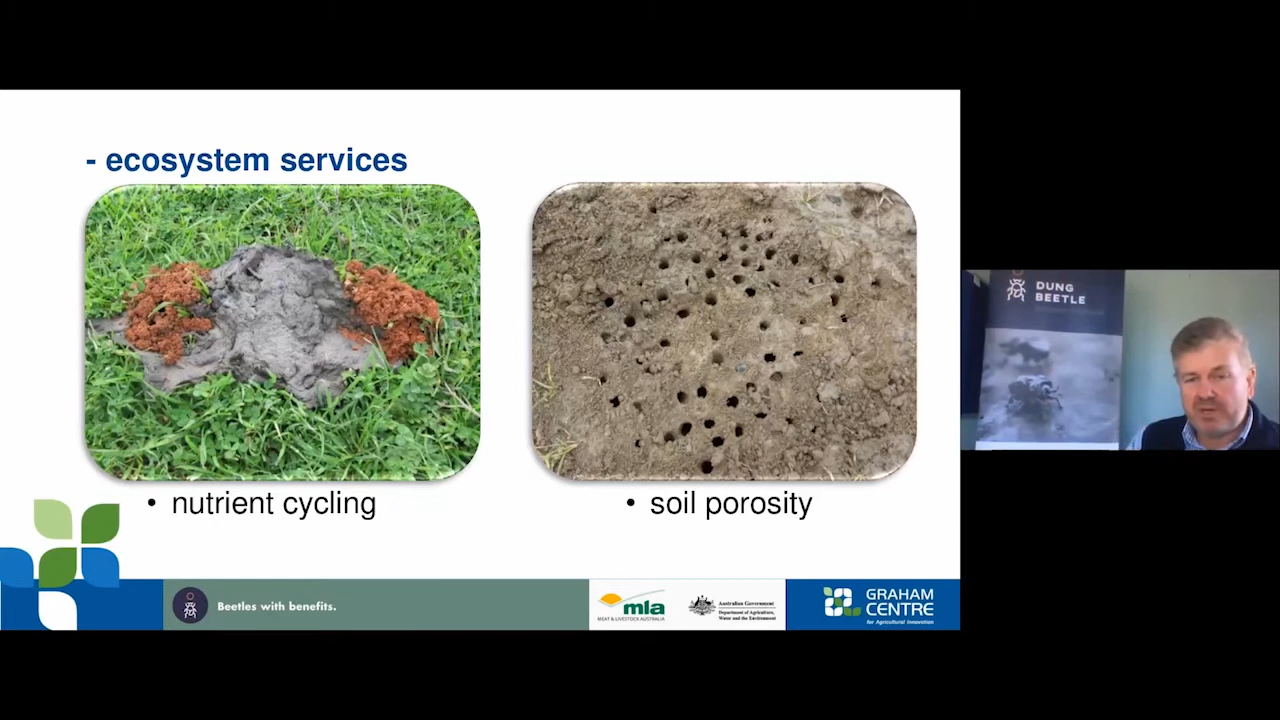 - ecosystem services
• nutrient cycling
• soil porosity
DUNG
BEETLE
Beetles with benefits.
mla
MEAT & LIVESTOCK AUSTRALIA
Australian Government
Department of Agriculture,
Water and the Environment
GRAHAM
CENTRE
for Agricultural Innovation